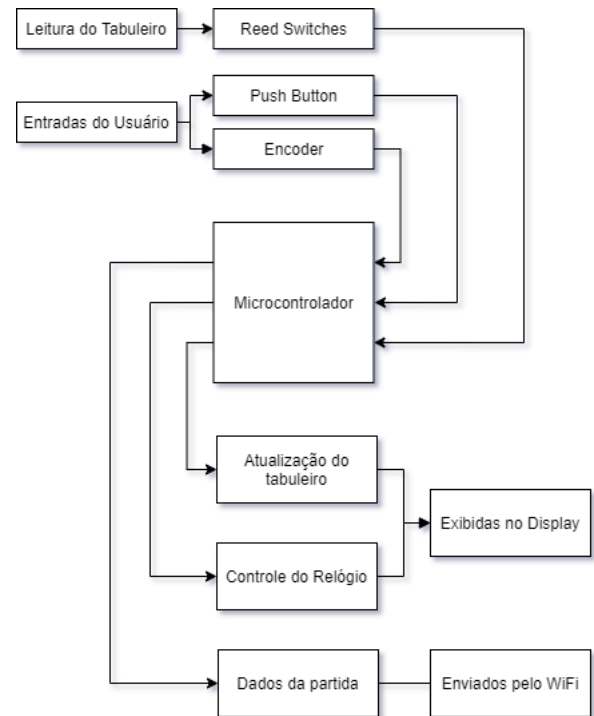 Leitura do Tabuleiro
Reed Switches
Push Button
Entradas do Usuário
Encoder
Microcontrolador
Atualização do
tabuleiro
Exibidas no Display
Controle do Relógio
Dados da partida
Enviados pelo WiFi